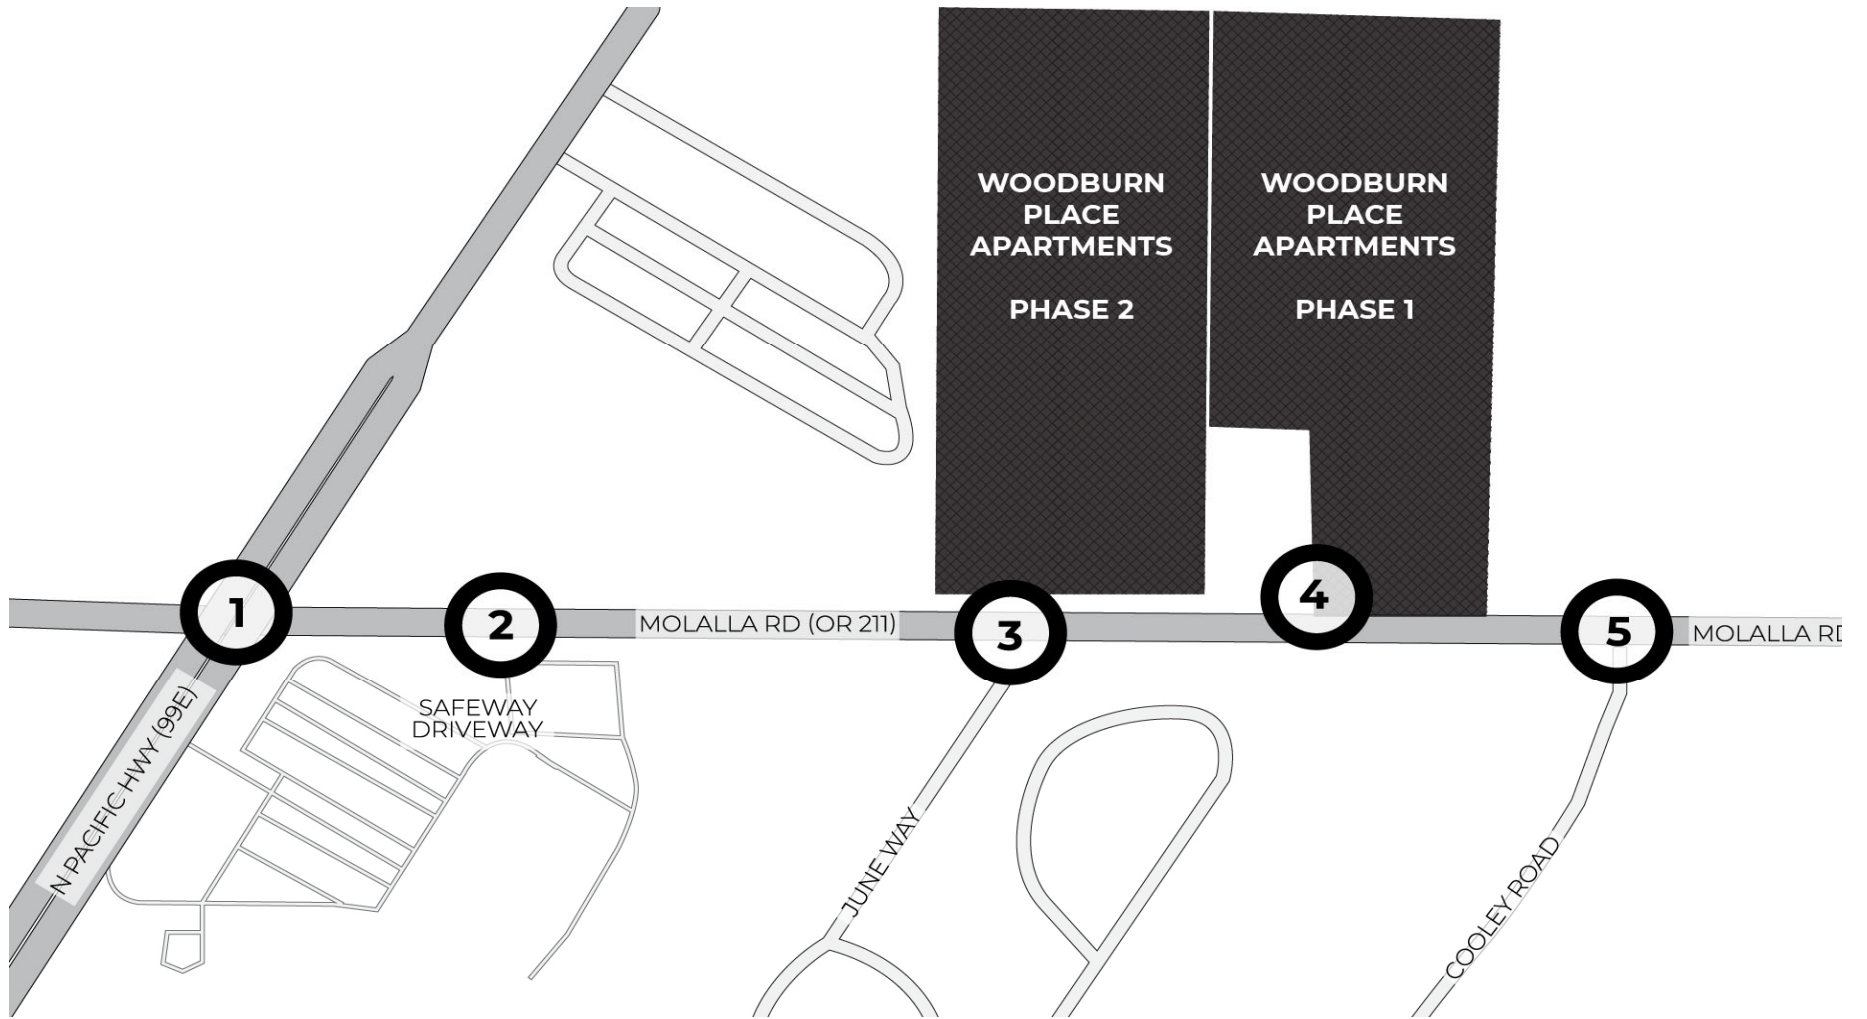 WOODBURN
PLACE
APARTMENTS
PHASE 2
WOODBURN
PLACE
APARTMENTS
PHASE 1
1
2
MOLALLA RD (OR 211)
3
4
5
MOLALLA RD
SAFEWAY
DRIVEWAY
N PACIFIC HWY (99E)
JUNE WAY
COOLEY ROAD